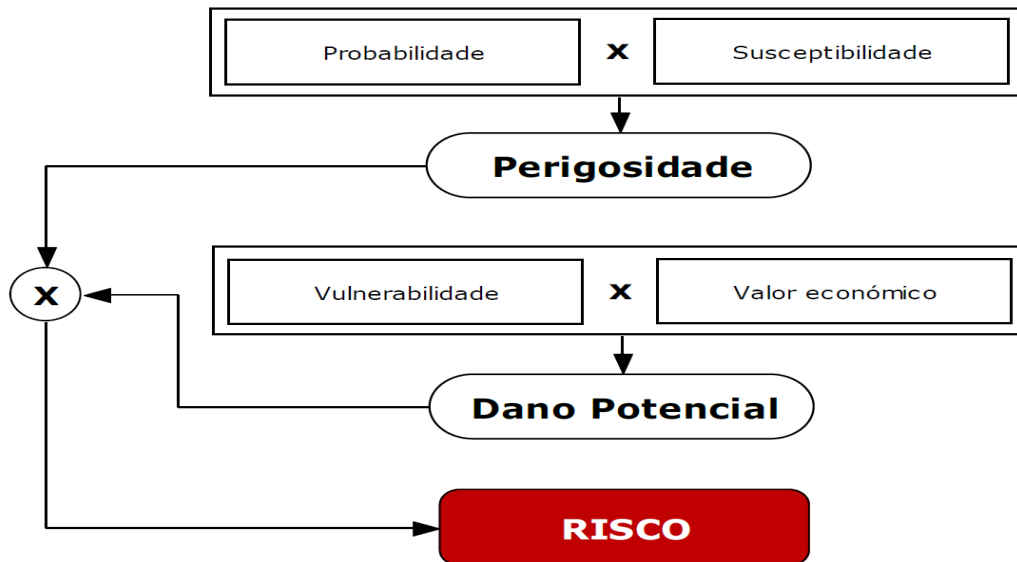 Probabilidade x Susceptibilidade
Perigosidade
Vulnerabilidade x Valor económico
X
Dano Potencial
RISCO